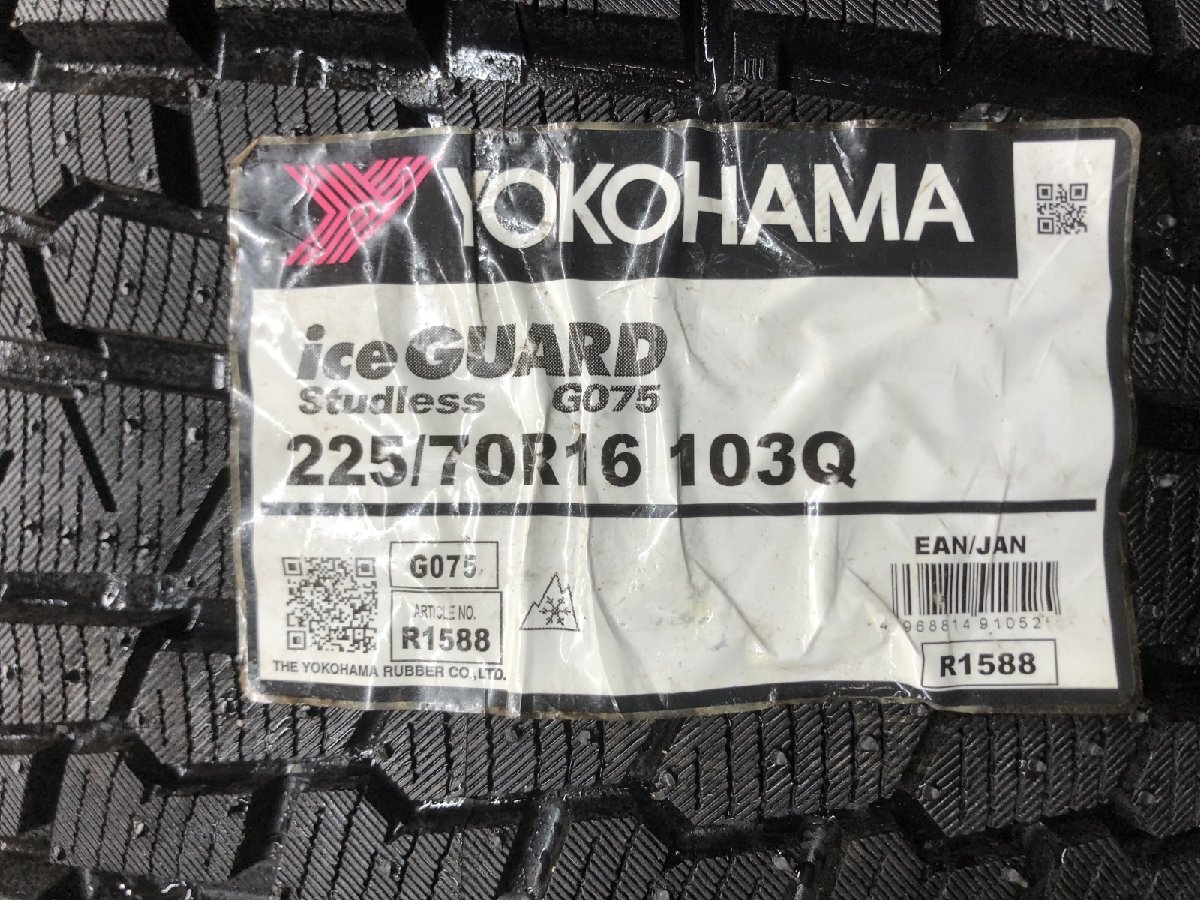 YOKOHAMA
iceGUARD
Studless G075
225/70R16 103Q
G075
ARTICLE NO.
R1588
THE YOKOHAMA RUBBER CO.,LTD.
EAN/JAN
4 968814 91052
R1588